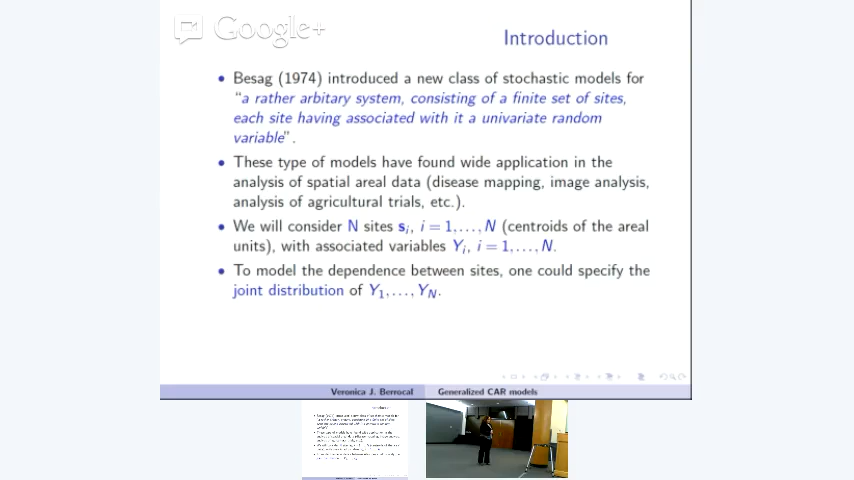 Google+
Introduction
Besag (1974) introduced a new class of stochastic models for
"a rather arbitary system, consisting of a finite set of sites,
each site having associated with it a univariate random
variable".
These type of models have found wide application in the
analysis of spatial areal data (disease mapping, image analysis,
analysis of agricultural trials, etc.).
We will consider N sites sᵢ, i = 1,...,N (centroids of the areal
units), with associated variables Yᵢ, i = 1,...,N.
To model the dependence between sites, one could specify the
joint distribution of Y₁,...,Y_N.
Veronica J. Berrocal Generalized CAR models